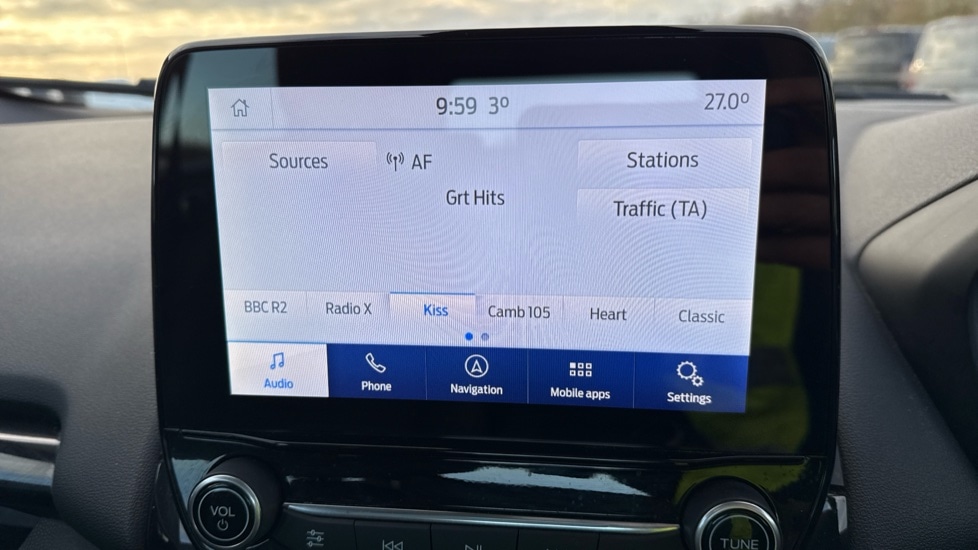 9:59 3° 27.0°
Sources AF Stations
Grt Hits
Traffic (TA)
BBC R2 Radio X Kiss Camb 105 Heart Classic
Audio Phone Navigation Mobile apps Settings
VOL
TUNE